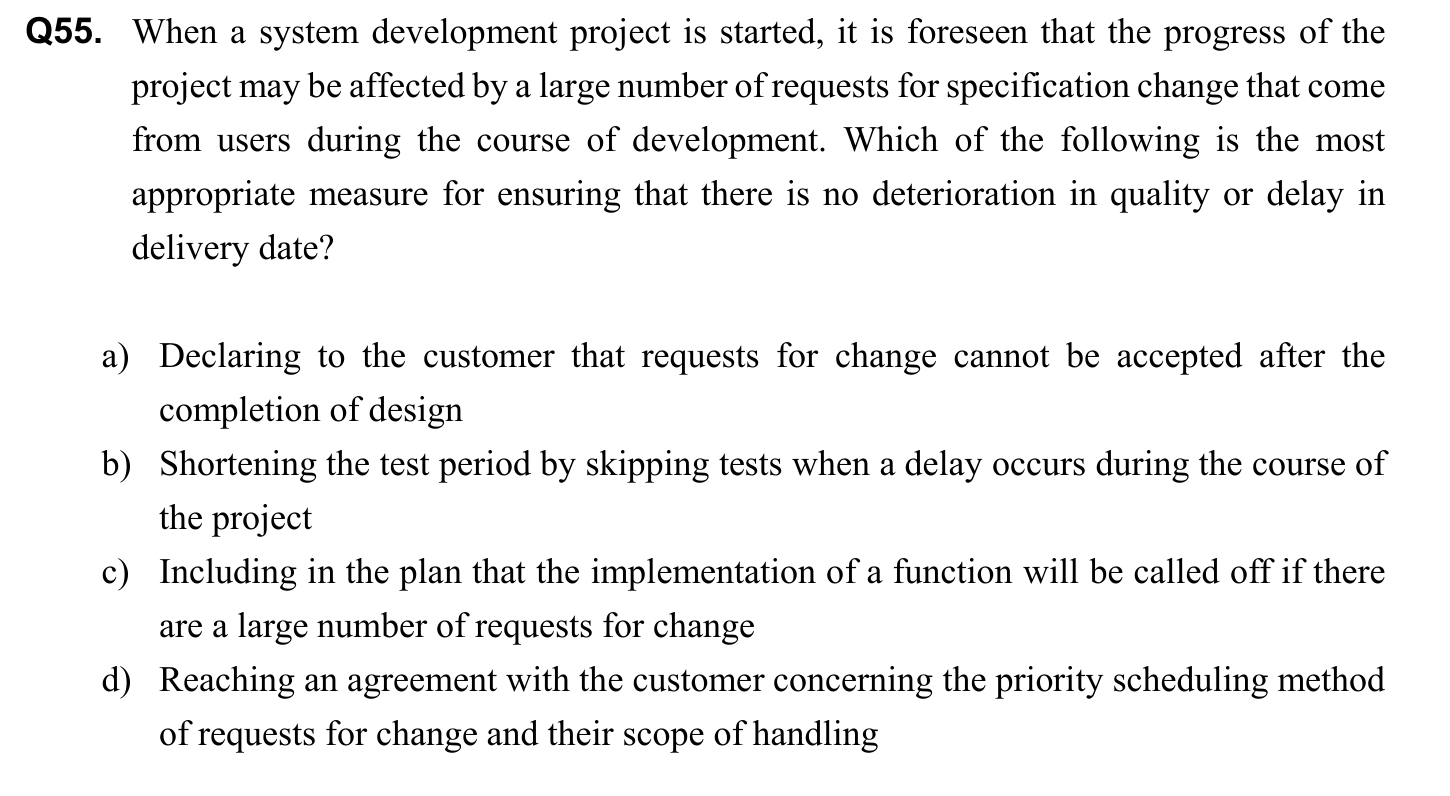 Q55. When a system development project is started, it is foreseen that the progress of the
project may be affected by a large number of requests for specification change that come
from users during the course of development. Which of the following is the most
appropriate measure for ensuring that there is no deterioration in quality or delay in
delivery date?
a) Declaring to the customer that requests for change cannot be accepted after the
completion of design
b) Shortening the test period by skipping tests when a delay occurs during the course of
the project
c) Including in the plan that the implementation of a function will be called off if there
are a large number of requests for change
d) Reaching an agreement with the customer concerning the priority scheduling method
of requests for change and their scope of handling